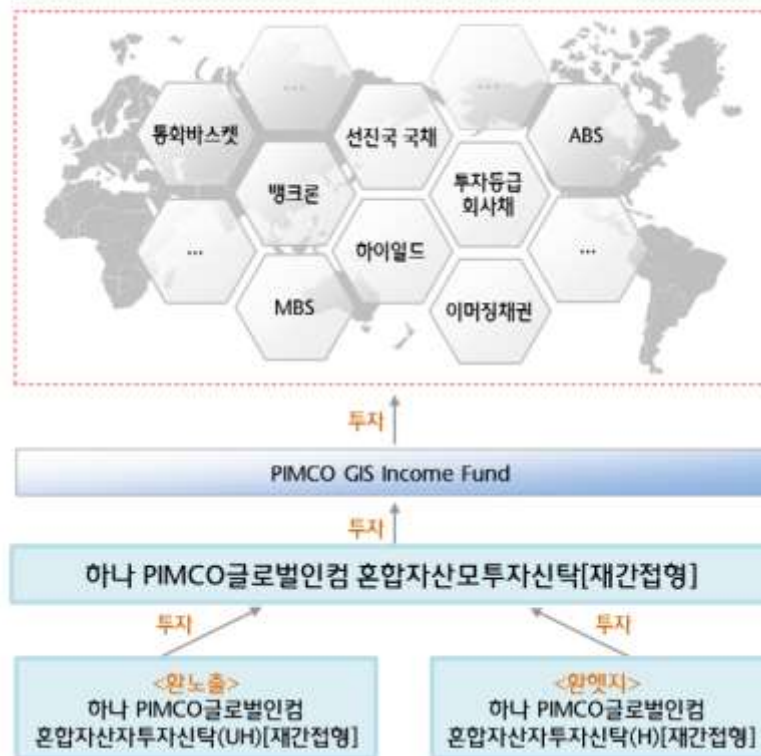 ...
...
통화바스켓
선진국 국채
ABS
뱅크론
투자등급
회사채
...
하이일드
...
MBS
이머징채권
투자
PIMCO GIS Income Fund
투자
하나 PIMCO글로벌인컴 혼합자산모투자신탁[재간접형]
투자
투자
<환노출>
하나 PIMCO글로벌인컴
혼합자산자투자신탁(UH)[재간접형]
<환헷지>
하나 PIMCO글로벌인컴
혼합자산자투자신탁(H)[재간접형]